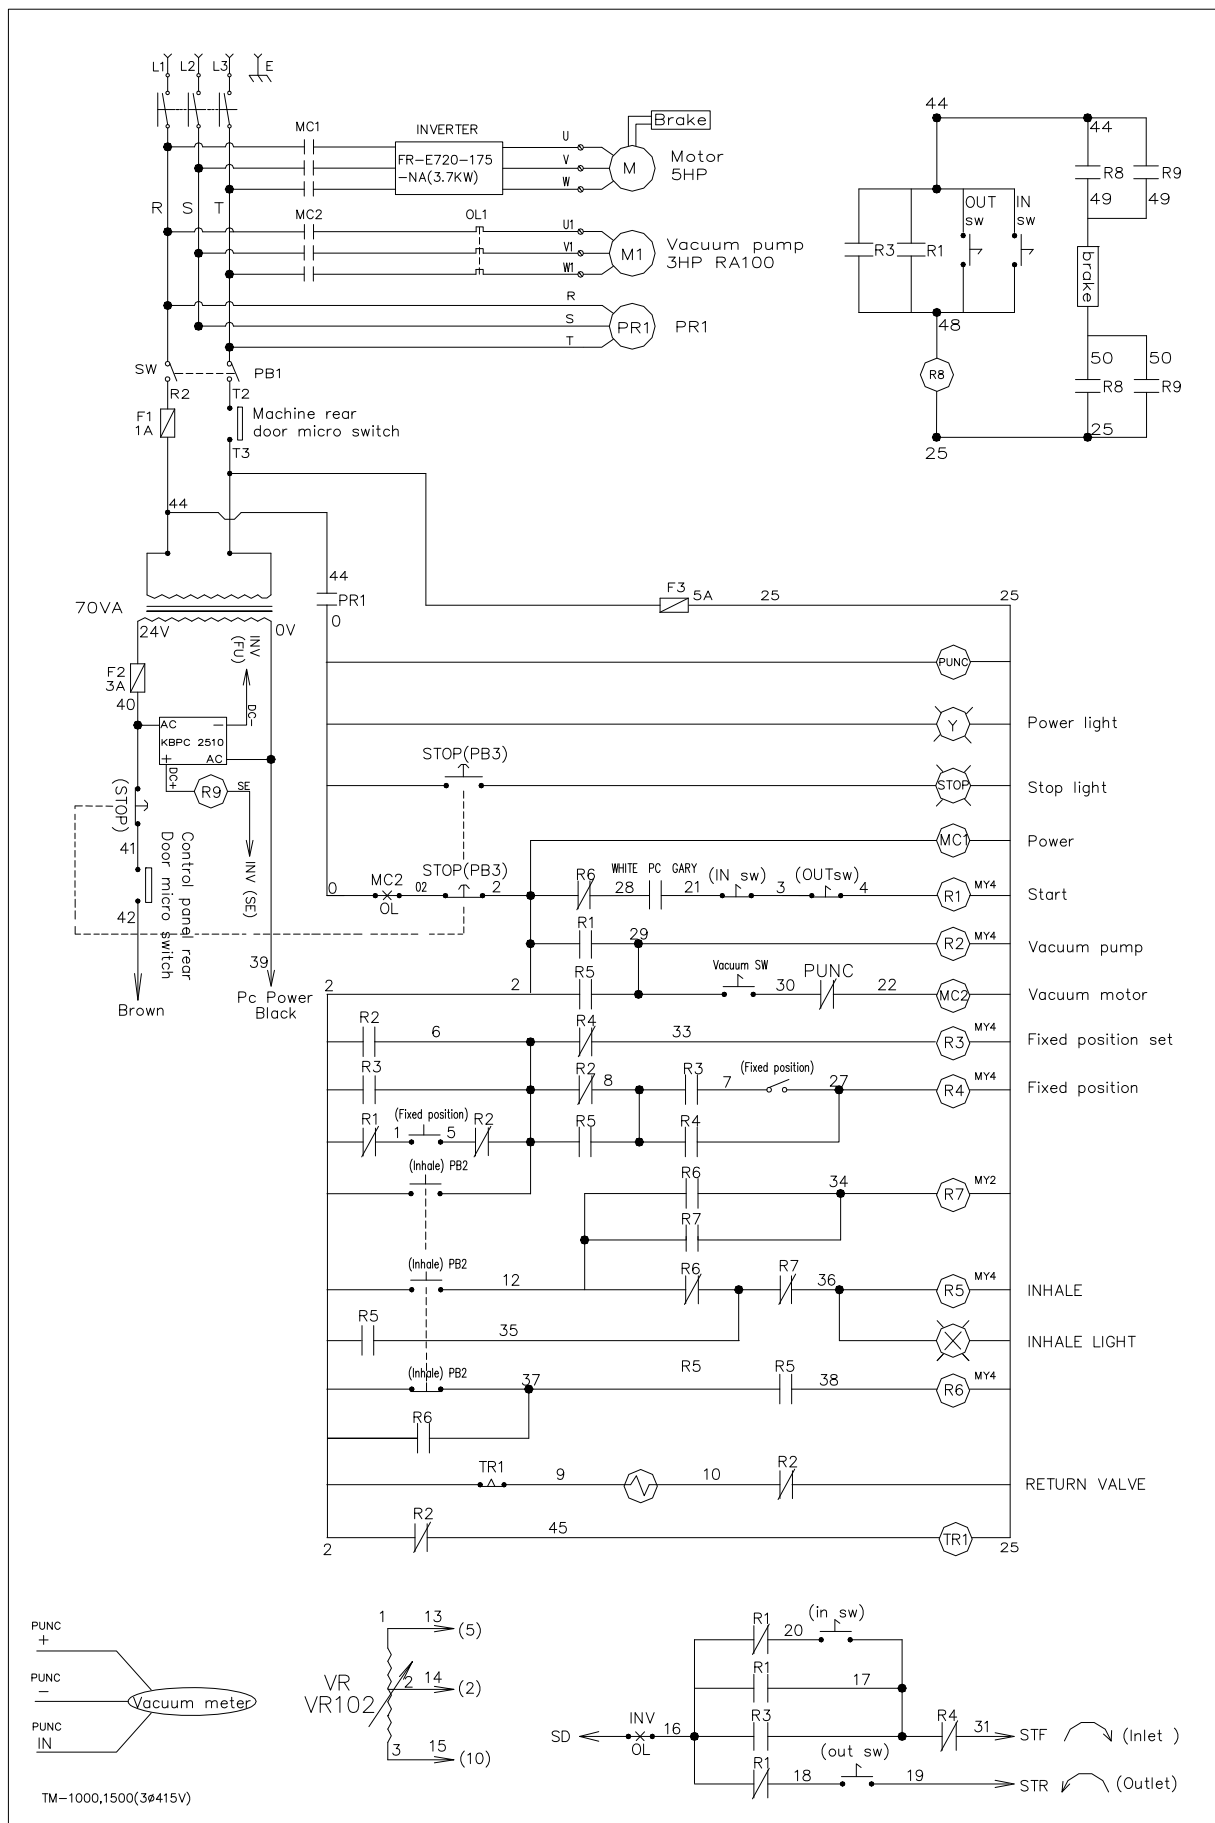 L1 L2 L3 E
MC1 INVERTER U Brake
FR-E720-175 V M Motor
-NA(3.7KW) W 5HP
R S T MC2 OL1 U1
V1 M1 Vacuum pump
W1 3HP RA100
R
S PR1 PR1
T
SW PB1
R2 T2
F1 Machine rear
1A door micro switch
T3
44 44
R8 R9
49 49
OUT IN
sw sw
R3 R1
brake
48
R8
50 50
R8 R9
25 25
44
44
PR1
0
F3 5A 25 25
70VA
24V 0V
INV
(FU)
F2
3A
40
DC-
AC −
KBPC 2510
+ AC
DC+ R9 SE
(STOP)
41
42
Control panel rear
Door micro switch
INV (SE)
39
Brown
Pc Power
Black
PUNC
Y Power light
STOP(PB3)
STOP Stop light
MC1 Power
STOP(PB3) R6 WHITE PC GARY (IN sw) (OUTsw)
0 MC2 02 2 28 21 3 4 R1 MY4 Start
OL
R1 29 R2 MY4 Vacuum pump
2 2 R5 Vacuum SW 30 PUNC 22 MC2 Vacuum motor
R2 6 R4 33 R3 MY4 Fixed position set
R3 R2 8 R3 7 (Fixed position) 27 R4 MY4 Fixed position
R1 1 (Fixed position) 5 R2 R5 R4
(Inhale) PB2
R6 34 R7 MY2
R7
(Inhale) PB2 12 R6 R7 36 R5 MY4 INHALE
R5 35 INHALE LIGHT
(Inhale) PB2 37 R5 R5 38 R6 MY4
R6
TR1 9 10 R2 RETURN VALVE
R2 45 TR1
2 25
PUNC
+
PUNC
−
Vacuum meter
PUNC
IN
1 13 (5)
VR
VR102 2 14 (2)
3 15 (10)
R1 20 (in sw)
R1 17
SD INV 16 R3 R4 31 STF (Inlet )
OL
R1 18 (out sw) 19 STR (Outlet)
TM-1000,1500(3ø415V)